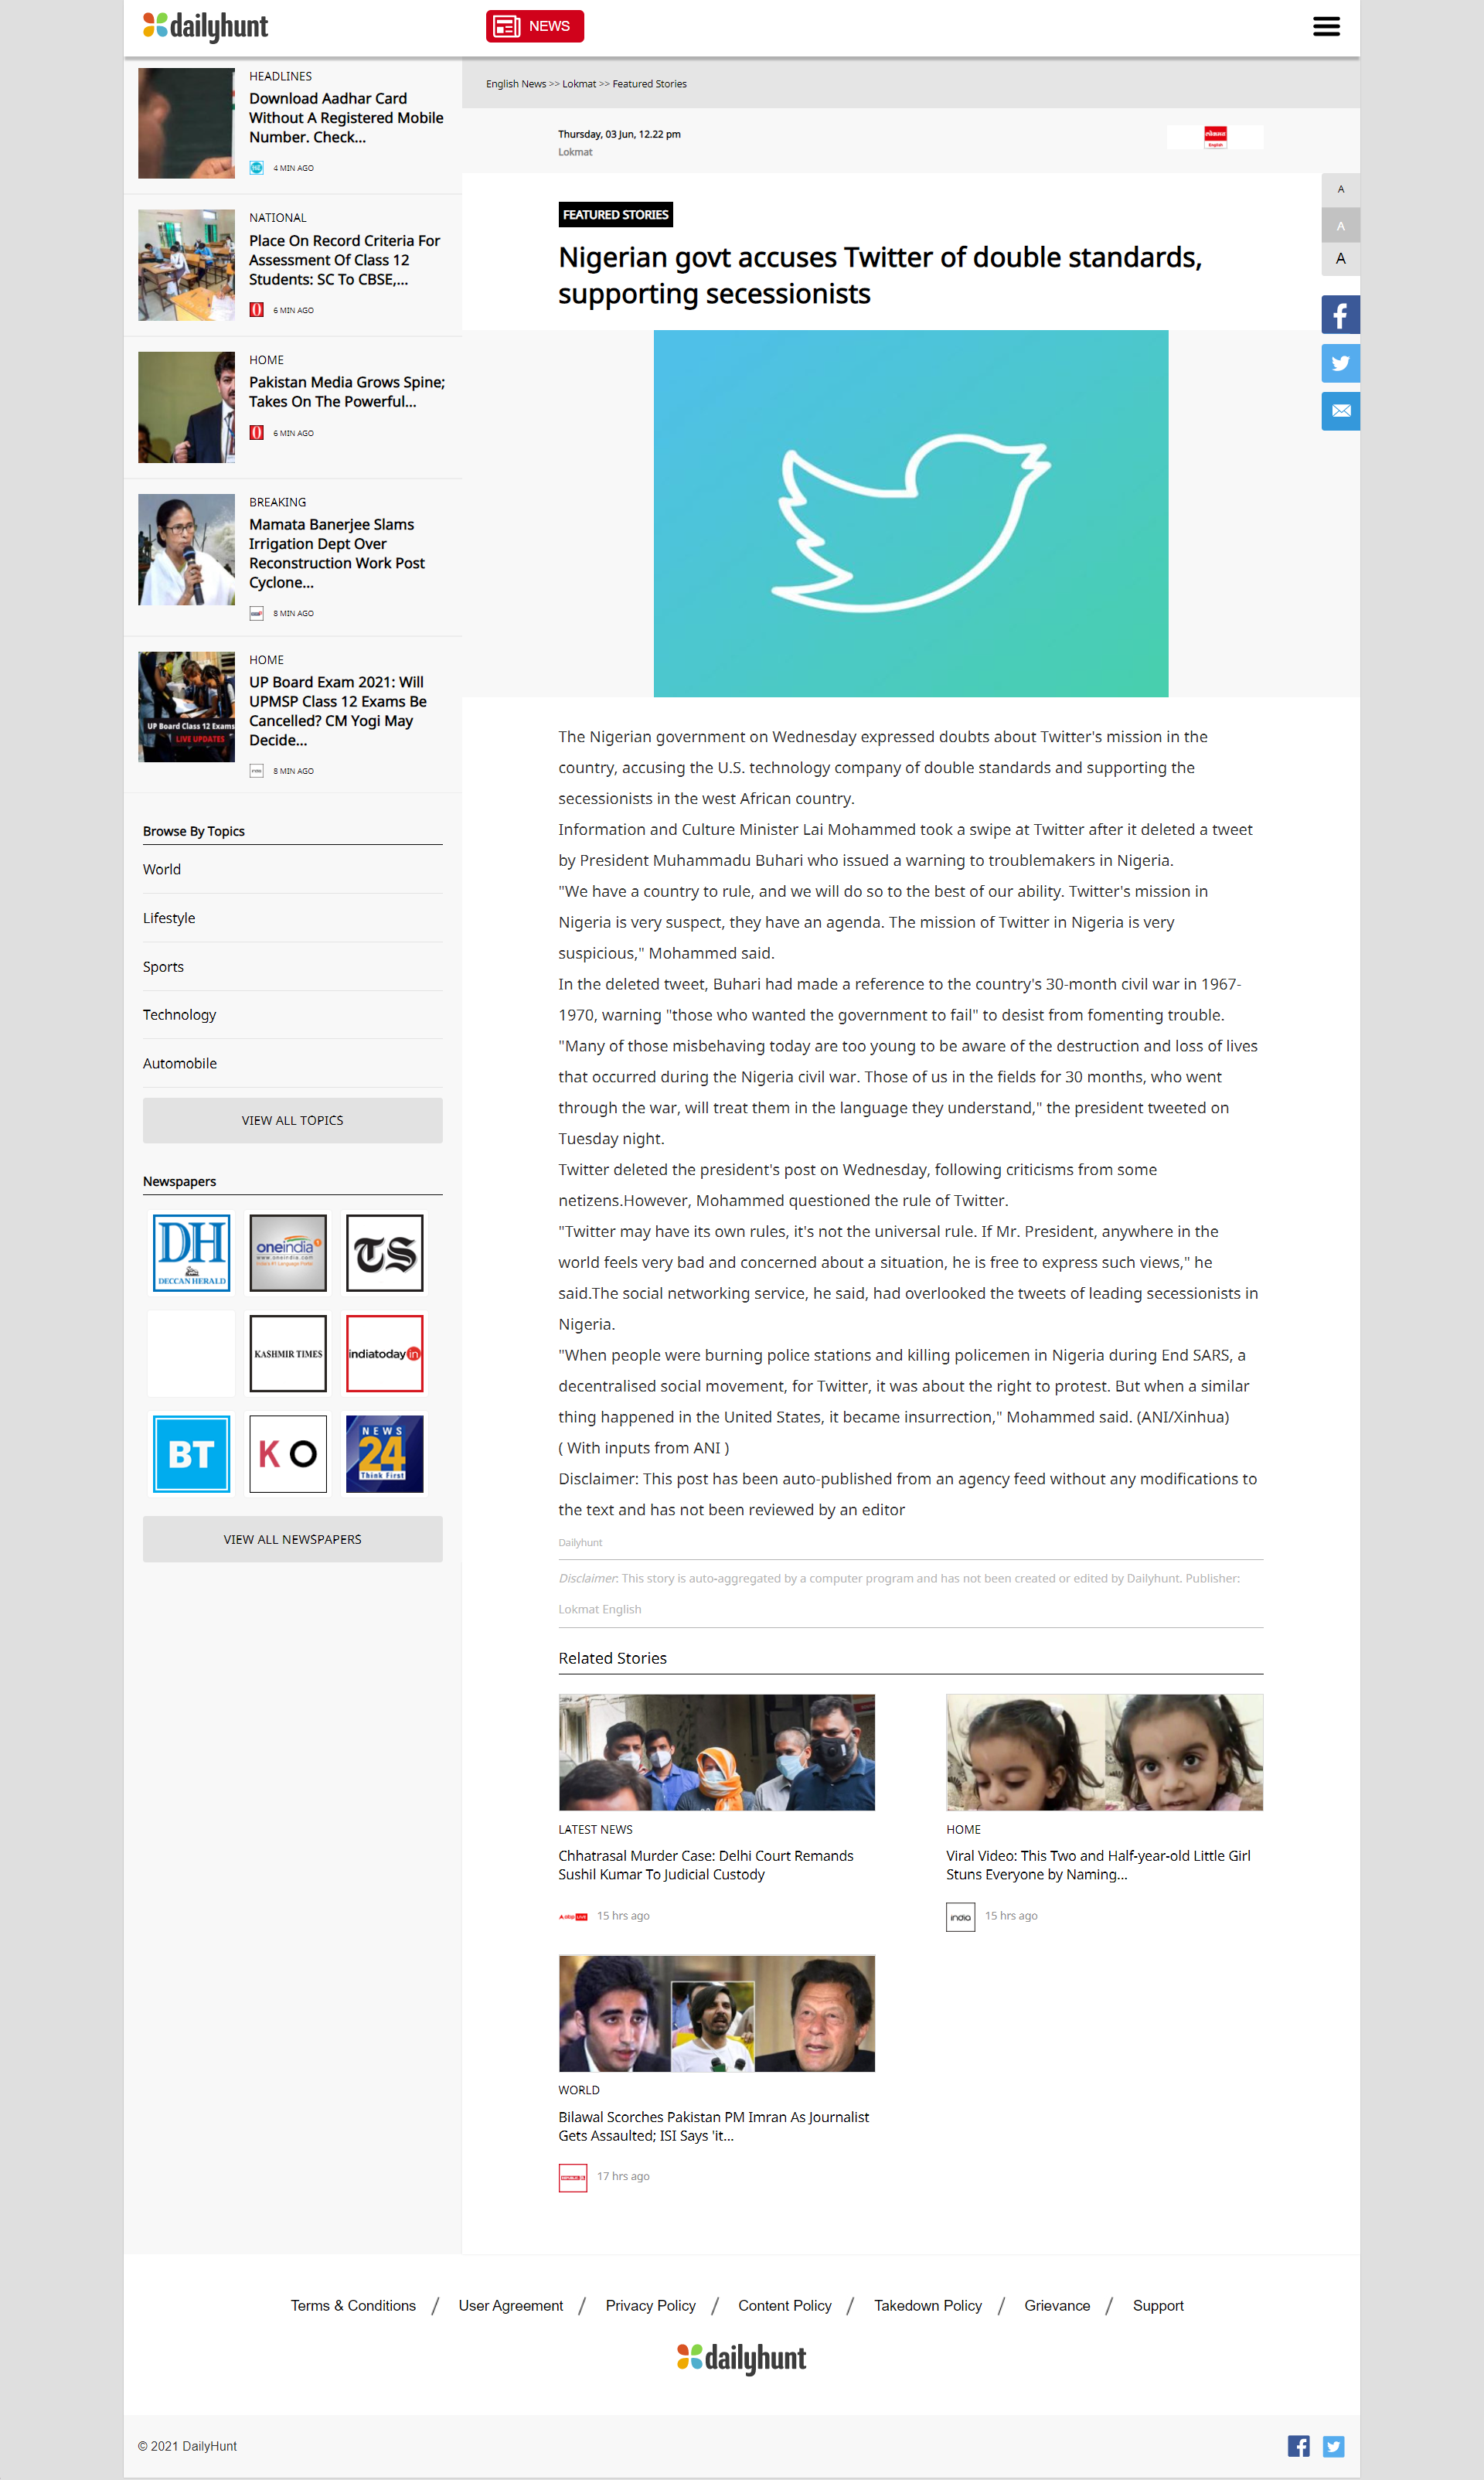 dailyhunt
NEWS
HEADLINES
Download Aadhar Card
Without A Registered Mobile
Number. Check...
4 MIN AGO
NATIONAL
Place On Record Criteria For
Assessment Of Class 12
Students: SC To CBSE,...
6 MIN AGO
HOME
Pakistan Media Grows Spine;
Takes On The Powerful...
6 MIN AGO
BREAKING
Mamata Banerjee Slams
Irrigation Dept Over
Reconstruction Work Post
Cyclone...
8 MIN AGO
UP Board Class 12 Exams
LIVE UPDATES
HOME
UP Board Exam 2021: Will
UPMSP Class 12 Exams Be
Cancelled? CM Yogi May
Decide...
8 MIN AGO
Browse By Topics
World
Lifestyle
Sports
Technology
Automobile
VIEW ALL TOPICS
Newspapers
DH
DECCAN HERALD
oneindia
www.oneindia.com
TS
KASHMIR TIMES
indiatoday in
BT
K O
NEWS
24
Think First
VIEW ALL NEWSPAPERS
English News >> Lokmat >> Featured Stories
Thursday, 03 Jun, 12.22 pm
Lokmat
लोकमत
English
A
A
A
FEATURED STORIES
Nigerian govt accuses Twitter of double standards,
supporting secessionists
The Nigerian government on Wednesday expressed doubts about Twitter's mission in the
country, accusing the U.S. technology company of double standards and supporting the
secessionists in the west African country.
Information and Culture Minister Lai Mohammed took a swipe at Twitter after it deleted a tweet
by President Muhammadu Buhari who issued a warning to troublemakers in Nigeria.
"We have a country to rule, and we will do so to the best of our ability. Twitter's mission in
Nigeria is very suspect, they have an agenda. The mission of Twitter in Nigeria is very
suspicious," Mohammed said.
In the deleted tweet, Buhari had made a reference to the country's 30-month civil war in 1967-
1970, warning "those who wanted the government to fail" to desist from fomenting trouble.
"Many of those misbehaving today are too young to be aware of the destruction and loss of lives
that occurred during the Nigeria civil war. Those of us in the fields for 30 months, who went
through the war, will treat them in the language they understand," the president tweeted on
Tuesday night.
Twitter deleted the president's post on Wednesday, following criticisms from some
netizens.However, Mohammed questioned the rule of Twitter.
"Twitter may have its own rules, it's not the universal rule. If Mr. President, anywhere in the
world feels very bad and concerned about a situation, he is free to express such views," he
said.The social networking service, he said, had overlooked the tweets of leading secessionists in
Nigeria.
"When people were burning police stations and killing policemen in Nigeria during End SARS, a
decentralised social movement, for Twitter, it was about the right to protest. But when a similar
thing happened in the United States, it became insurrection," Mohammed said. (ANI/Xinhua)
( With inputs from ANI )
Disclaimer: This post has been auto-published from an agency feed without any modifications to
the text and has not been reviewed by an editor
Dailyhunt
Disclaimer: This story is auto-aggregated by a computer program and has not been created or edited by Dailyhunt. Publisher:
Lokmat English
Related Stories
LATEST NEWS
Chhatrasal Murder Case: Delhi Court Remands
Sushil Kumar To Judicial Custody
abp LIVE
15 hrs ago
HOME
Viral Video: This Two and Half-year-old Little Girl
Stuns Everyone by Naming...
india
15 hrs ago
WORLD
Bilawal Scorches Pakistan PM Imran As Journalist
Gets Assaulted; ISI Says 'it...
17 hrs ago
Terms & Conditions / User Agreement / Privacy Policy / Content Policy / Takedown Policy / Grievance / Support
dailyhunt
© 2021 DailyHunt